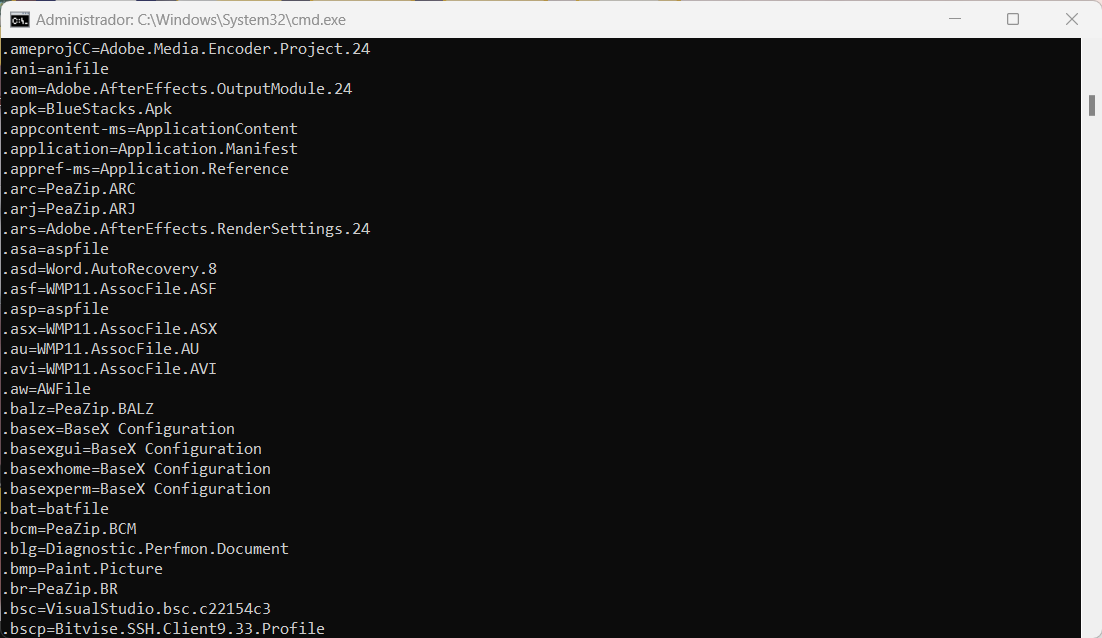 Administrador: C:\Windows\System32\cmd.exe
.ameprojCC=Adobe.Media.Encoder.Project.24
.ani=anifile
.aom=Adobe.AfterEffects.OutputModule.24
.apk=BlueStacks.Apk
.appcontent-ms=ApplicationContent
.application=Application.Manifest
.appref-ms=Application.Reference
.arc=PeaZip.ARC
.arj=PeaZip.ARJ
.ars=Adobe.AfterEffects.RenderSettings.24
.asa=aspfile
.asd=Word.AutoRecovery.8
.asf=WMP11.AssocFile.ASF
.asp=aspfile
.asx=WMP11.AssocFile.ASX
.au=WMP11.AssocFile.AU
.avi=WMP11.AssocFile.AVI
.aw=AWFile
.balz=PeaZip.BALZ
.basex=BaseX Configuration
.basexgui=BaseX Configuration
.basexhome=BaseX Configuration
.basexperm=BaseX Configuration
.bat=batfile
.bcm=PeaZip.BCM
.blg=Diagnostic.Perfmon.Document
.bmp=Paint.Picture
.br=PeaZip.BR
.bsc=VisualStudio.bsc.c22154c3
.bscp=Bitvise.SSH.Client9.33.Profile